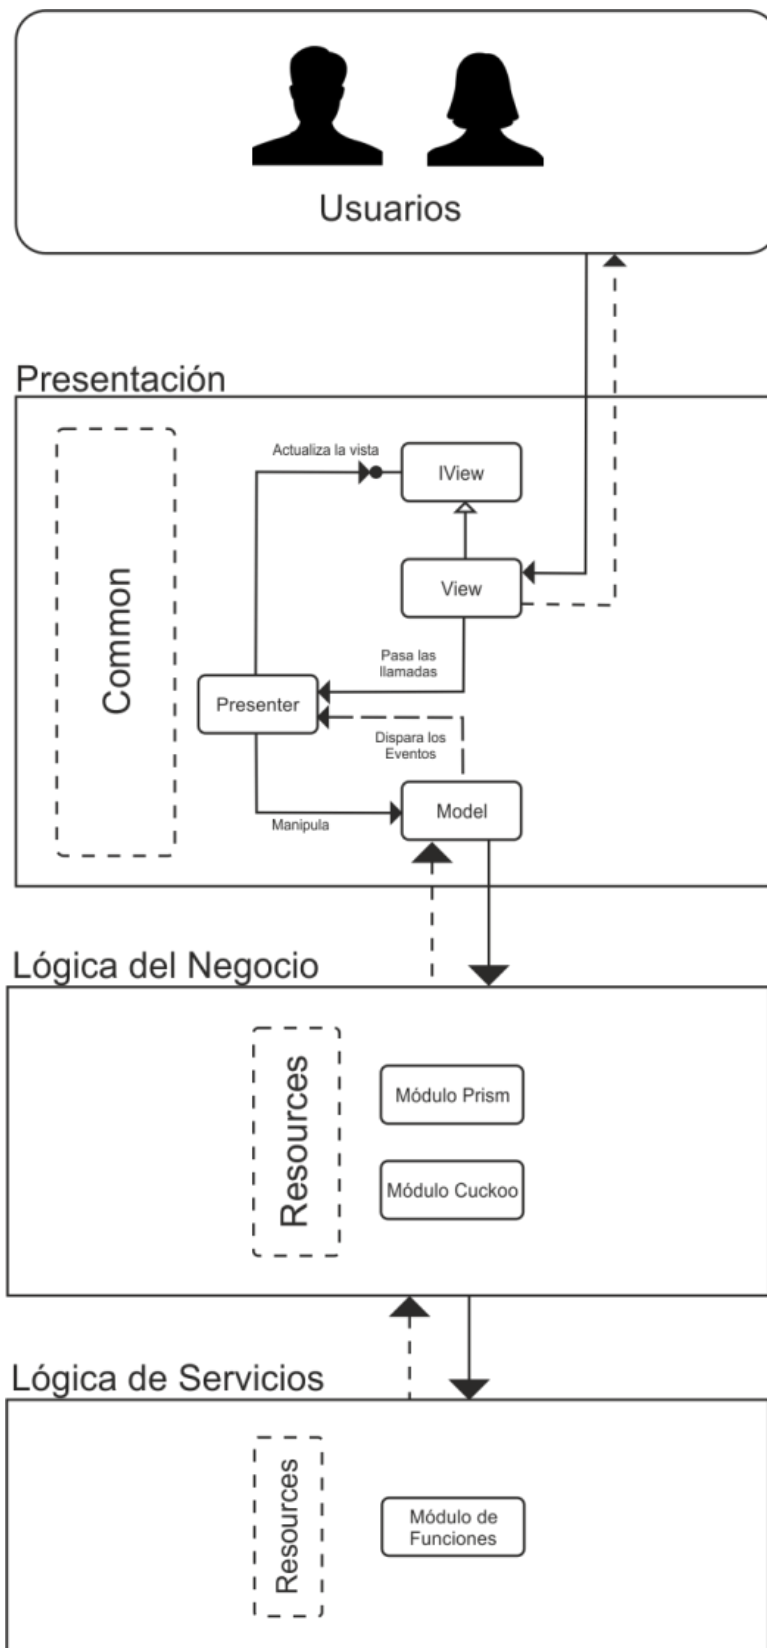 Usuarios
Presentación
Common
Actualiza la vista
IView
View
Pasa las
llamadas
Presenter
Dispara los
Eventos
Model
Manipula
Lógica del Negocio
Resources
Módulo Prism
Módulo Cuckoo
Lógica de Servicios
Resources
Módulo de
Funciones